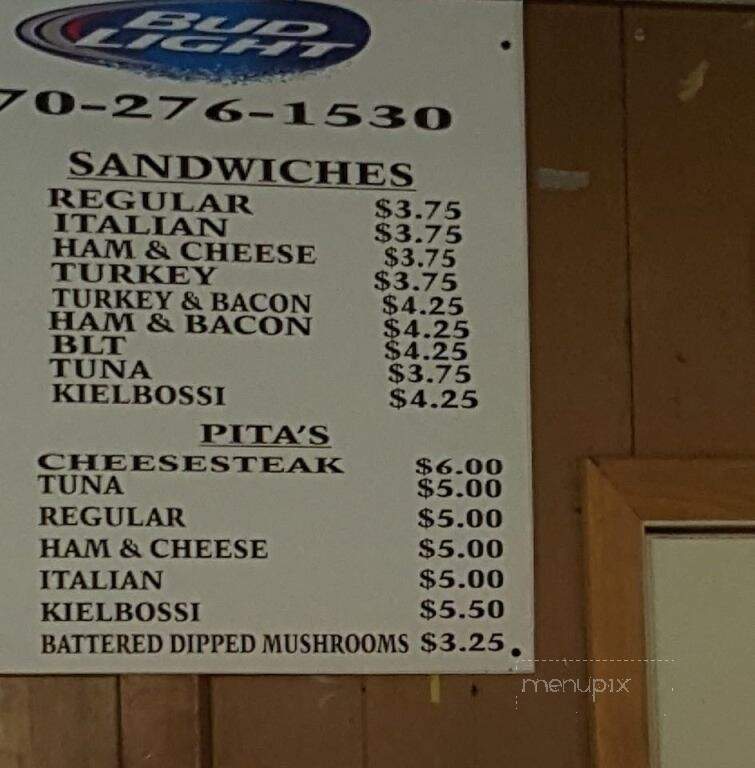 BUD
LIGHT
70-276-1530
SANDWICHES
REGULAR $3.75
ITALIAN $3.75
HAM & CHEESE $3.75
TURKEY $3.75
TURKEY & BACON $4.25
HAM & BACON $4.25
BLT $4.25
TUNA $3.75
KIELBOSSI $4.25
PITA'S
CHEESESTEAK $6.00
TUNA $5.00
REGULAR $5.00
HAM & CHEESE $5.00
ITALIAN $5.00
KIELBOSSI $5.50
BATTERED DIPPED MUSHROOMS $3.25
menupix